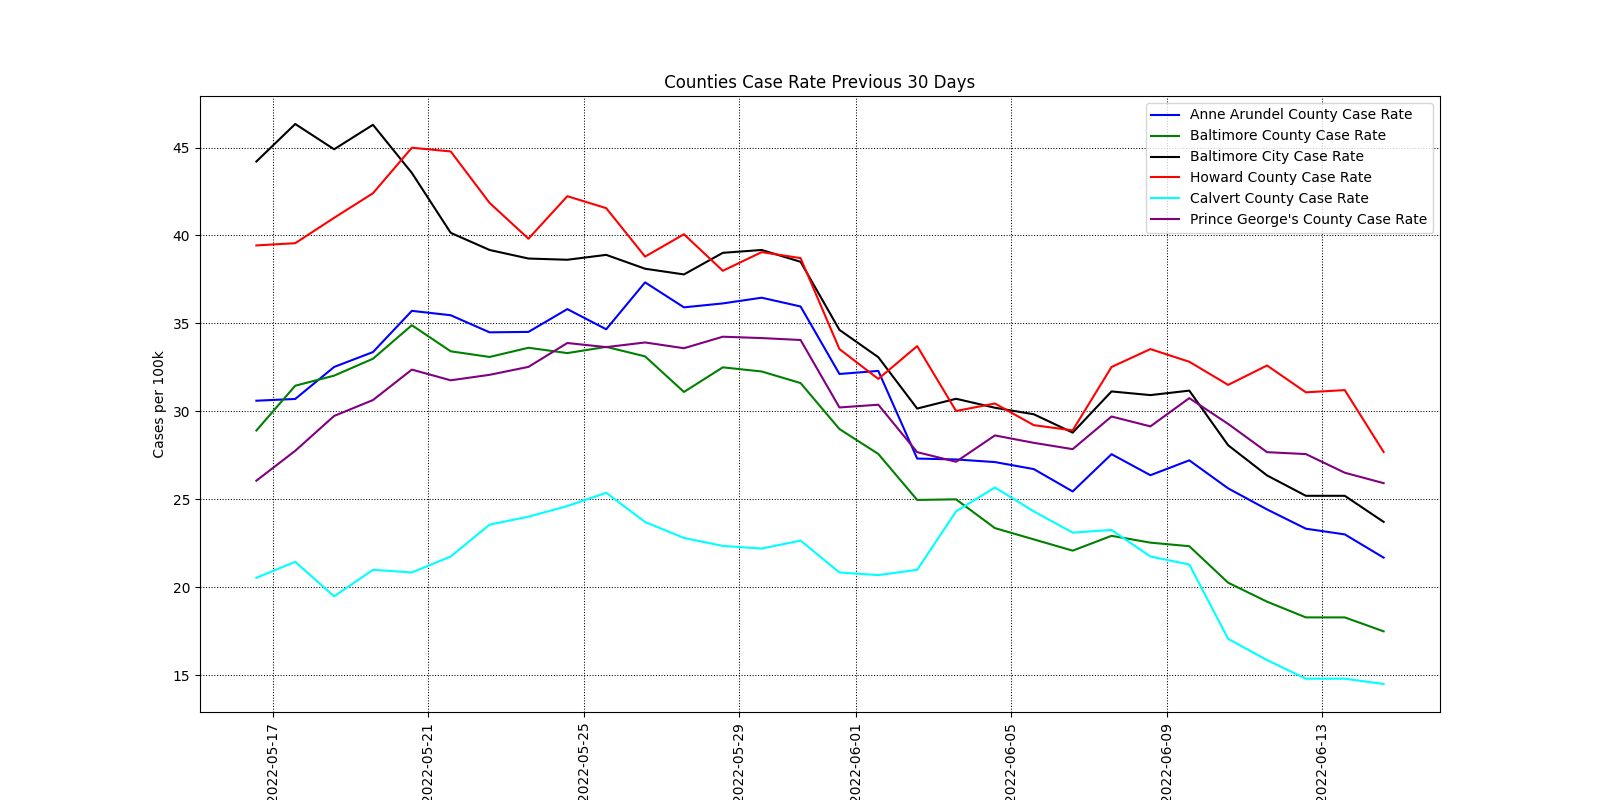 Counties Case Rate Previous 30 Days
Anne Arundel County Case Rate
Baltimore County Case Rate
Baltimore City Case Rate
Howard County Case Rate
Calvert County Case Rate
Prince George's County Case Rate
Cases per 100k
45
40
35
30
25
20
15
2022-05-17
2022-05-21
2022-05-25
2022-05-29
2022-06-01
2022-06-05
2022-06-09
2022-06-13